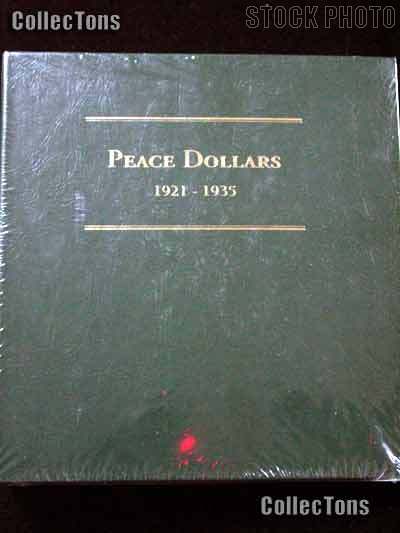 CollecTons
STOCK PHOTO
PEACE DOLLARS
1921 - 1935
CollecTons